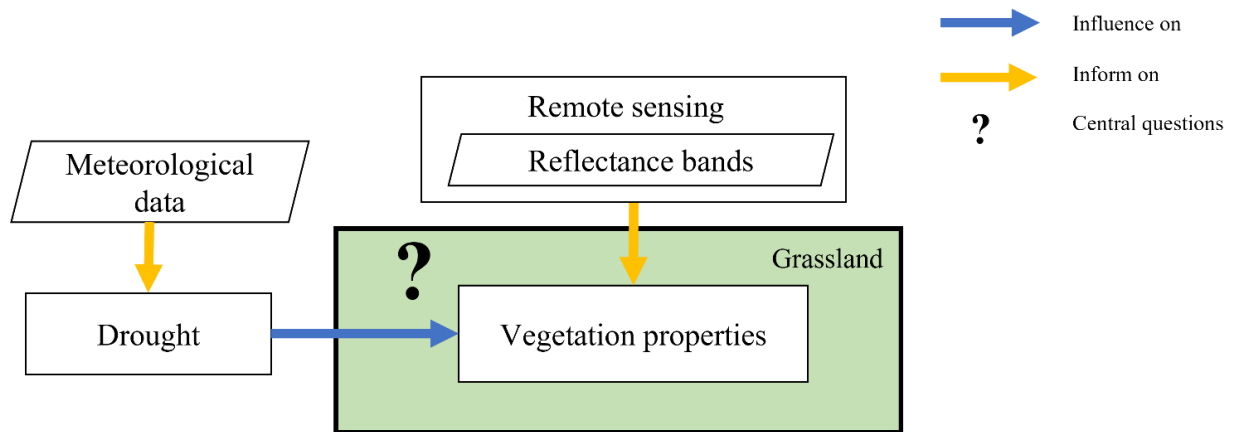 Influence on
Inform on
?
Central questions
Remote sensing
Reflectance bands
Meteorological
data
?
Grassland
Drought
Vegetation properties